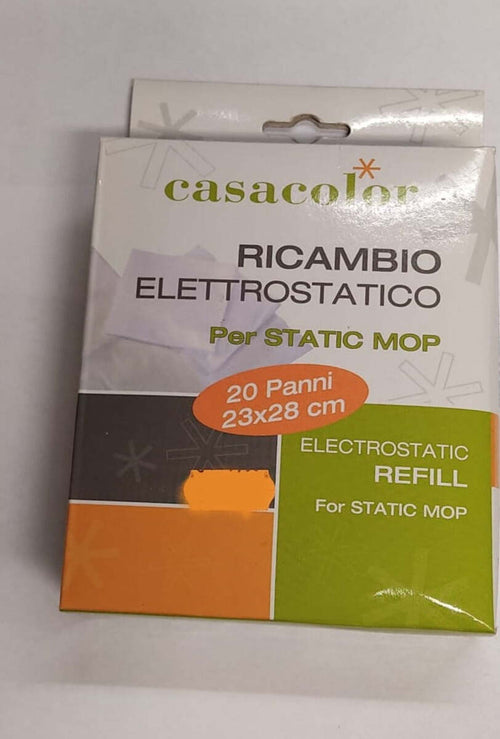 casacolor
RICAMBIO
ELETTROSTATICO
Per STATIC MOP
20 Panni
23x28 cm
ELECTROSTATIC
REFILL
For STATIC MOP